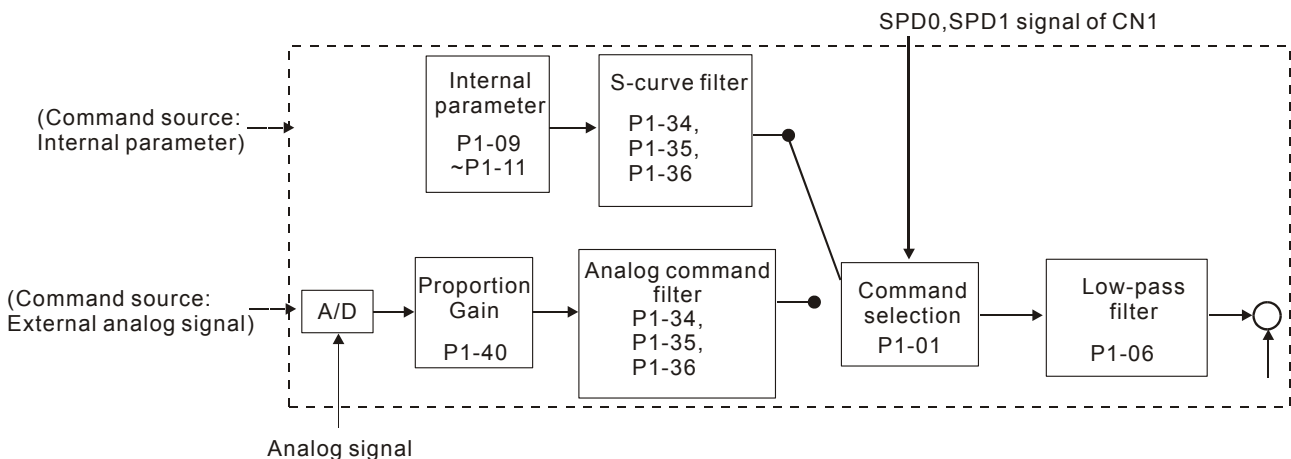 SPD0,SPD1 signal of CN1
(Command source:
Internal parameter)
Internal
parameter
P1-09
~P1-11
S-curve filter
P1-34,
P1-35,
P1-36
(Command source:
External analog signal)
A/D
Proportion
Gain
P1-40
Analog command
filter
P1-34,
P1-35,
P1-36
Command
selection
P1-01
Low-pass
filter
P1-06
Analog signal